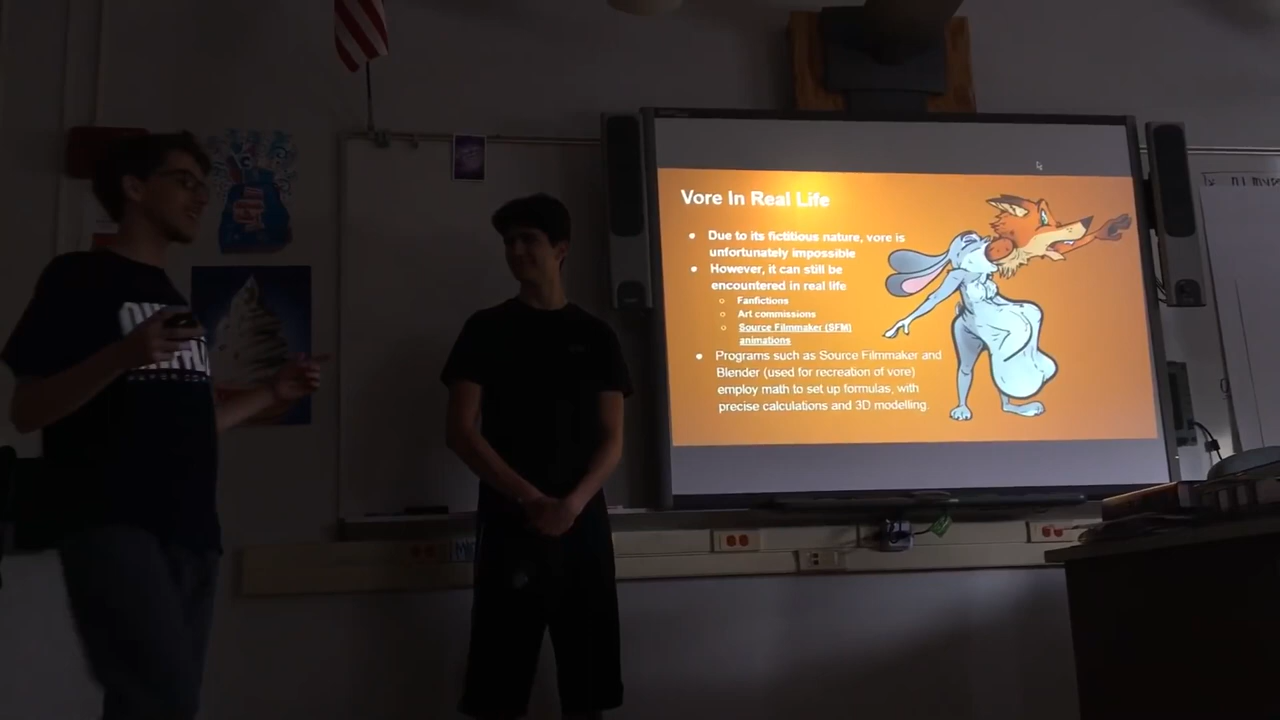 Vore In Real Life
● Due to its fictitious nature, vore is
unfortunately impossible
● However, it can still be
encountered in real life
○ Fanfictions
○ Art commissions
○ Source Filmmaker (SFM)
animations
● Programs such as Source Filmmaker and
Blender (used for recreation of vore)
employ math to set up formulas, with
precise calculations and 3D modelling.